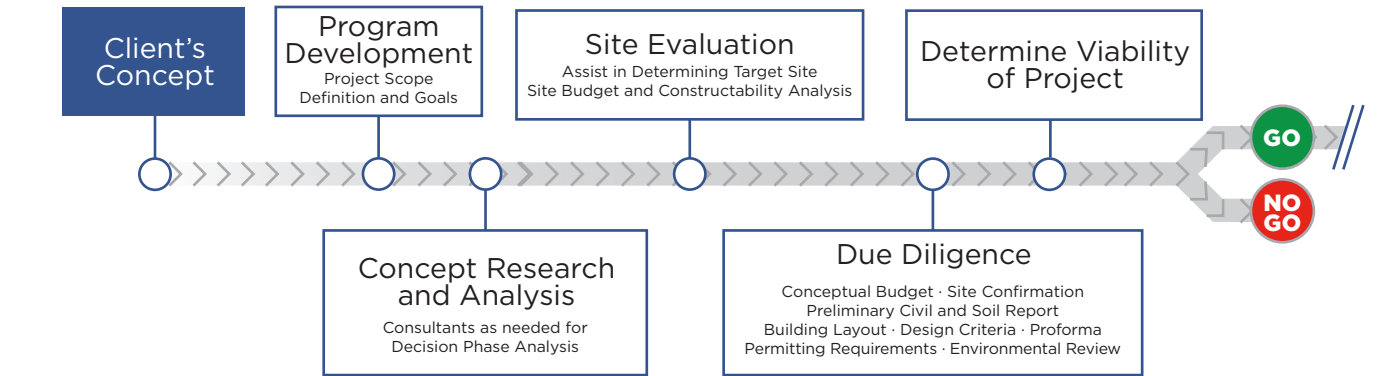 Client's
Concept
Program
Development
Project Scope
Definition and Goals
Concept Research
and Analysis
Consultants as needed for
Decision Phase Analysis
Site Evaluation
Assist in Determining Target Site
Site Budget and Constructability Analysis
Due Diligence
Conceptual Budget · Site Confirmation
Preliminary Civil and Soil Report
Building Layout · Design Criteria · Proforma
Permitting Requirements · Environmental Review
Determine Viability
of Project
GO
NO
GO